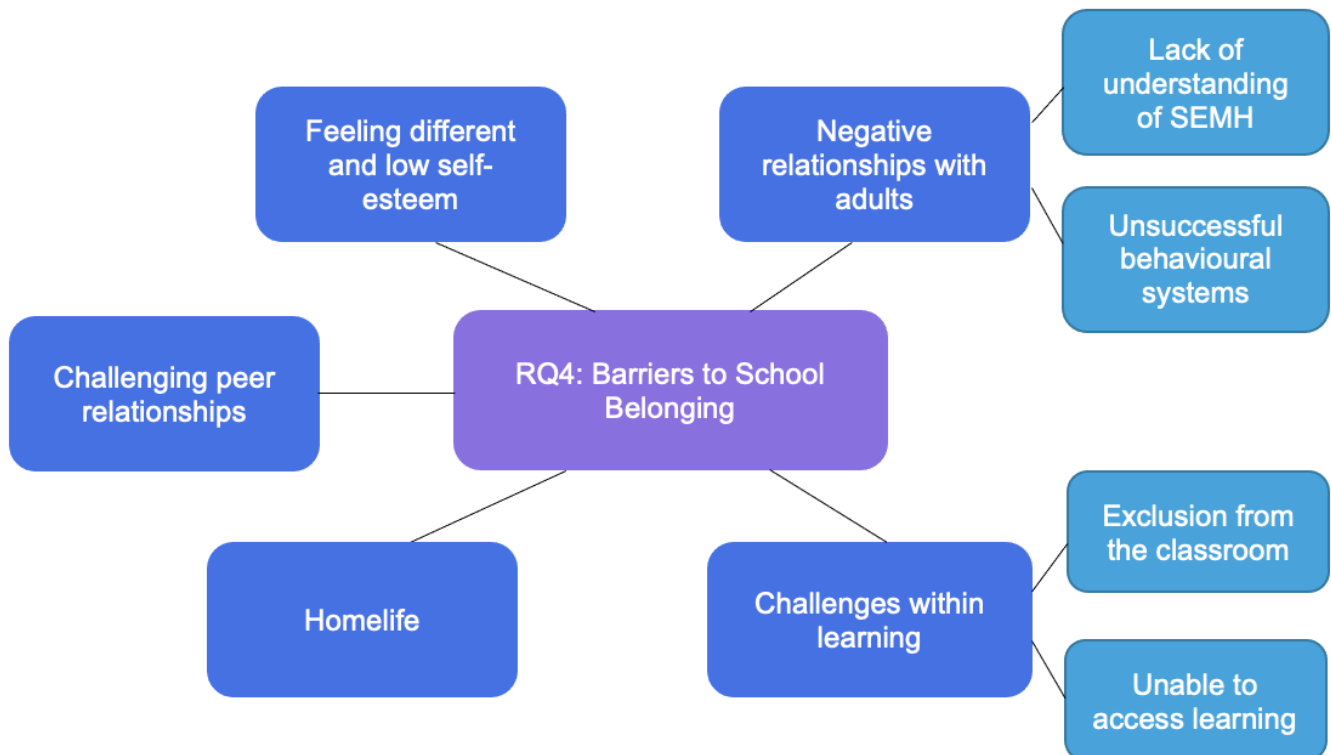 Lack of
understanding
of SEMH
Feeling different
and low self-
esteem
Negative
relationships with
adults
Unsuccessful
behavioural
systems
Challenging peer
relationships
RQ4: Barriers to School
Belonging
Exclusion from
the classroom
Homelife
Challenges within
learning
Unable to
access learning